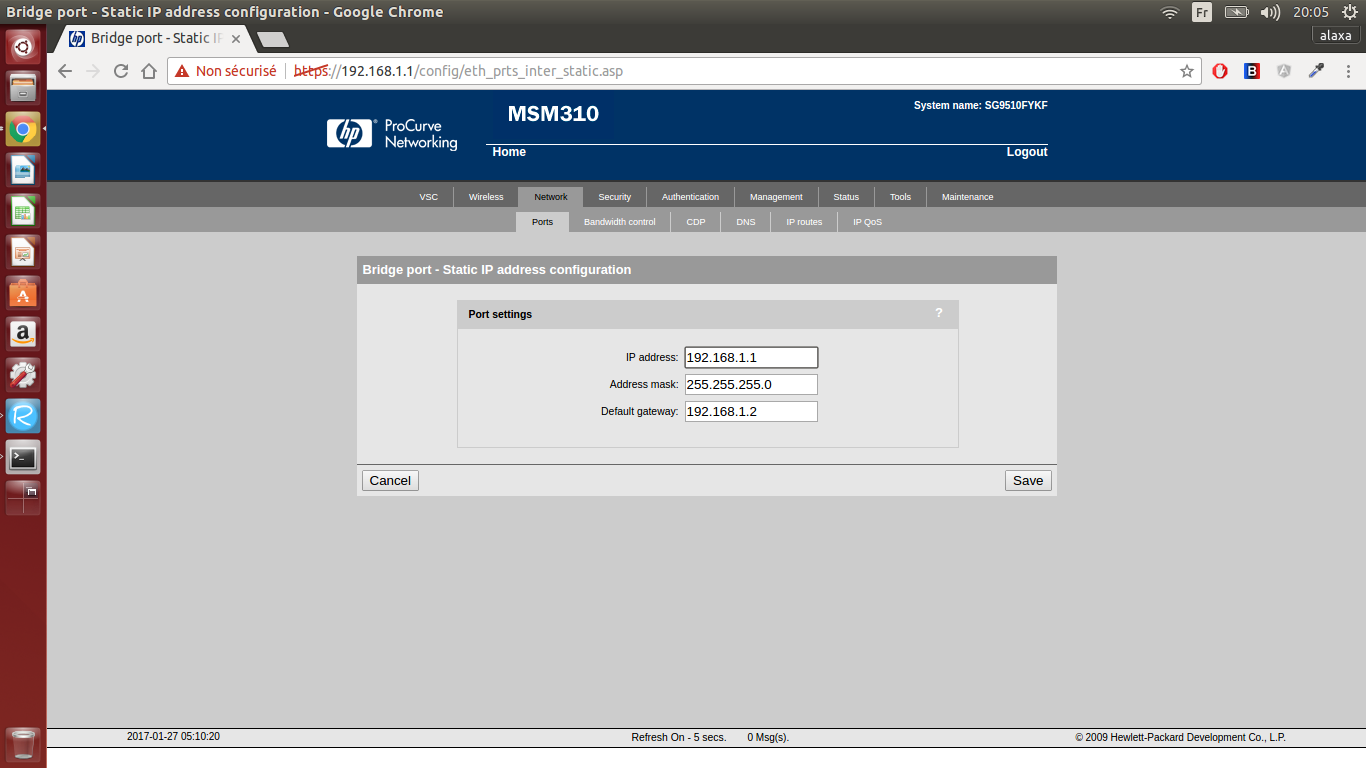 Bridge port - Static IP address configuration - Google Chrome
Fr
20:05
Bridge port - Static I
alaxa
Non sécurisé
https://192.168.1.1/config/eth_prts_inter_static.asp
hp
ProCurve
Networking
MSM310
System name: SG9510FYKF
Home
Logout
VSC
Wireless
Network
Security
Authentication
Management
Status
Tools
Maintenance
Ports
Bandwidth control
CDP
DNS
IP routes
IP QoS
Bridge port - Static IP address configuration
Port settings
?
IP address: 192.168.1.1
Address mask: 255.255.255.0
Default gateway: 192.168.1.2
Cancel
Save
2017-01-27 05:10:20
Refresh On - 5 secs.
0 Msg(s).
© 2009 Hewlett-Packard Development Co., L.P.